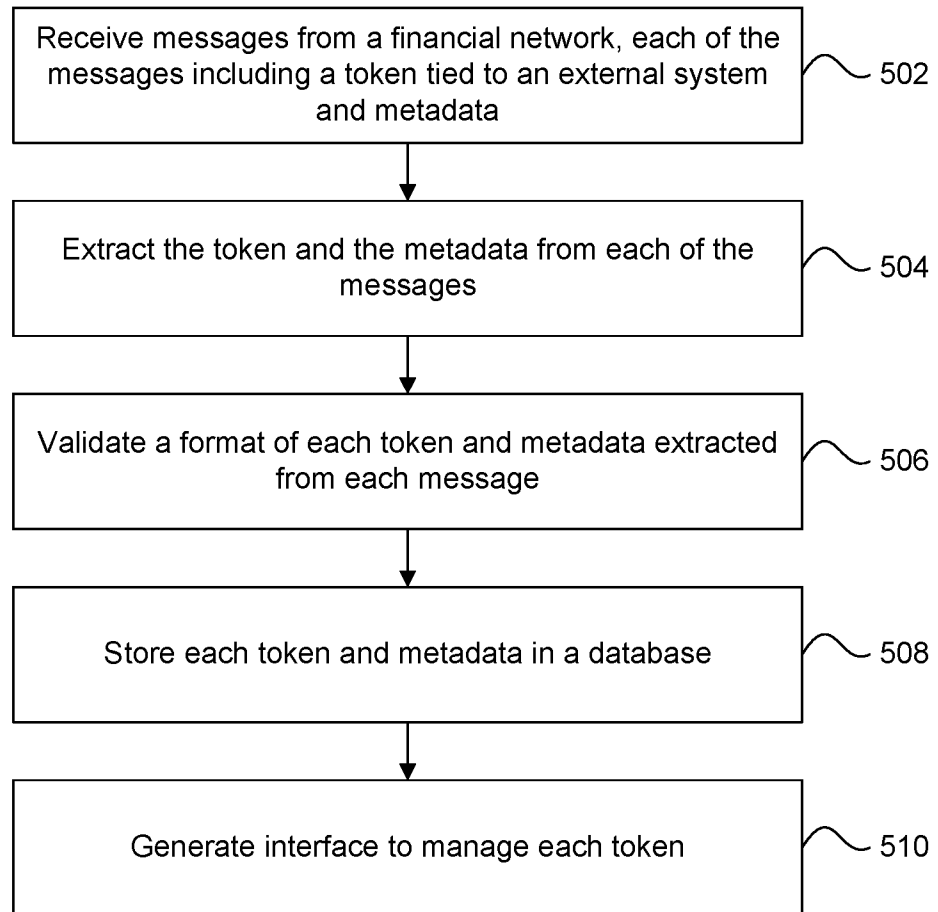 Receive messages from a financial network, each of the
messages including a token tied to an external system
and metadata
502
Extract the token and the metadata from each of the
messages
504
Validate a format of each token and metadata extracted
from each message
506
Store each token and metadata in a database
508
Generate interface to manage each token
510